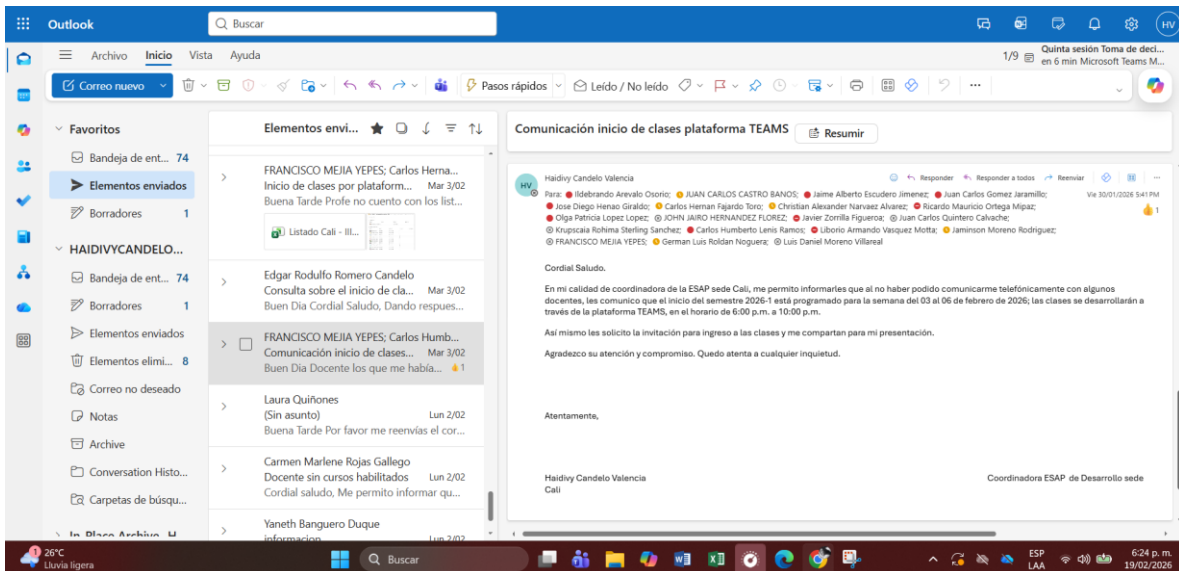 Outlook
Buscar
HV
Archivo Inicio Vista Ayuda
1/9 Quinta sesión Toma de deci...
en 6 min Microsoft Teams M...
Correo nuevo
Pasos rápidos
Leído / No leído
Favoritos
Bandeja de ent... 74
Elementos enviados
Borradores 1
HAIDIVYCANDELO...
Bandeja de ent... 74
Borradores 1
Elementos enviados
Elementos elimi... 8
Correo no deseado
Notas
Archive
Conversation Histo...
Carpetas de búsqu...
In-Place Archive
Elementos envi...
FRANCISCO MEJIA YEPES; Carlos Herna...
Inicio de clases por plataform... Mar 3/02
Buena Tarde Profe no cuento con los list...
Listado Cali - III...
Edgar Rodulfo Romero Candelo
Consulta sobre el inicio de cla... Mar 3/02
Buen Dia Cordial Saludo, Dando respues...
FRANCISCO MEJIA YEPES; Carlos Humb...
Comunicación inicio de clases... Mar 3/02
Buen Dia Docente los que me había... 1
Laura Quiñones
(Sin asunto) Lun 2/02
Buena Tarde Por favor me reenvías el cor...
Carmen Marlene Rojas Gallego
Docente sin cursos habilitados Lun 2/02
Cordial saludo, Me permito informar qu...
Yaneth Banguero Duque
informacion Lun 2/02
Comunicación inicio de clases plataforma TEAMS
Resumir
HV
Haidivy Candelo Valencia
Responder Responder a todos Reenviar
Para: Ildebrando Arevalo Osorio; JUAN CARLOS CASTRO BANOS; Jaime Alberto Escudero Jimenez; Juan Carlos Gomez Jaramillo; Vie 30/01/2026 5:41 PM
Jose Diego Henao Giraldo; Carlos Hernan Fajardo Toro; Christian Alexander Narvaez Alvarez; Ricardo Mauricio Ortega Mipaz; 1
Olga Patricia Lopez Lopez; JOHN JAIRO HERNANDEZ FLOREZ; Javier Zorrilla Figueroa; Juan Carlos Quintero Calvache;
Krupscaia Rohima Sterling Sanchez; Carlos Humberto Lenis Ramos; Liborio Armando Vasquez Motta; Jaminson Moreno Rodriguez;
FRANCISCO MEJIA YEPES; German Luis Roldan Noguera; Luis Daniel Moreno Villareal
Cordial Saludo.
En mi calidad de coordinadora de la ESAP sede Cali, me permito informarles que al no haber podido comunicarme telefónicamente con algunos
docentes, les comunico que el inicio del semestre 2026-1 está programado para la semana del 03 al 06 de febrero de 2026; las clases se desarrollarán a
través de la plataforma TEAMS, en el horario de 6:00 p.m. a 10:00 p.m.
Así mismo les solicito la invitación para ingreso a las clases y me compartan para mi presentación.
Agradezco su atención y compromiso. Quedo atenta a cualquier inquietud.
Atentamente,
Haidivy Candelo Valencia Coordinadora ESAP de Desarrollo sede
Cali
1
26°C
Lluvia ligera
Buscar
ESP
LAA
6:24 p. m.
19/02/2026